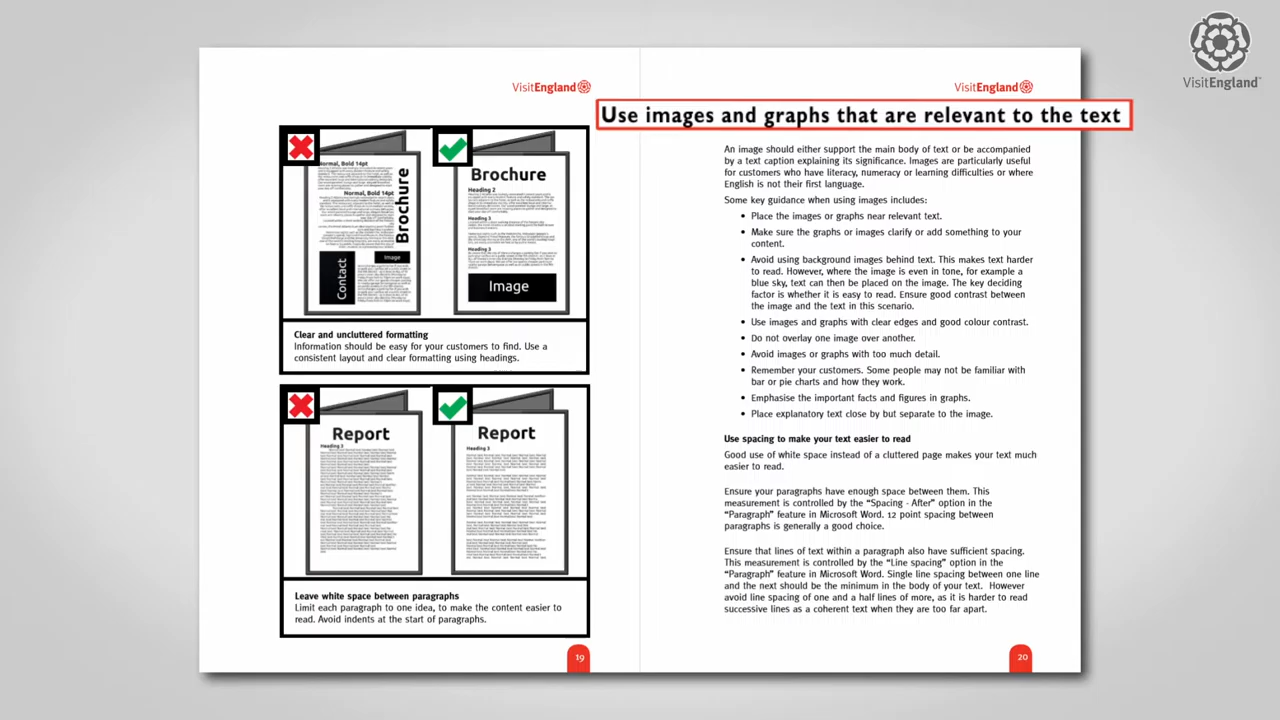 VisitEngland
VisitEngland
VisitEngland
Use images and graphs that are relevant to the text
Normal, Bold 14pt
Normal, Bold 14pt
Brochure
Image
Contact
Brochure
Heading 2
Heading 3
Heading 3
Image
Clear and uncluttered formatting
Information should be easy for your customers to find. Use a
consistent layout and clear formatting using headings.
Report
Heading 3
Report
Heading 3
Leave white space between paragraphs
Limit each paragraph to one idea, to make the content easier to
read. Avoid indents at the start of paragraphs.
19
An image should either support the main body of text or be accompanied
by a text caption explaining its significance. Images are particularly useful
for customers who have literacy, numeracy or learning difficulties or where
English is not their first language.
Some key guidance when using images includes:
• Place the images or graphs near relevant text.
• Make sure the graphs or images clarify or add something to your
content.
• Avoid using background images behind text. This makes text harder
to read. However, where the image is even in tone, for example a
blue sky, text can then be placed on the image. The key deciding
factor is whether it is easy to read. Ensure good contrast between
the image and the text in this scenario.
• Use images and graphs with clear edges and good colour contrast.
• Do not overlay one image over another.
• Avoid images or graphs with too much detail.
• Remember your customers. Some people may not be familiar with
bar or pie charts and how they work.
• Emphasise the important facts and figures in graphs.
• Place explanatory text close by but separate to the image.
Use spacing to make your text easier to read
Good use of white space instead of a cluttered page makes your text much
easier to read.
Ensure your paragraphs have enough space between them. This
measurement is controlled by the “Spacing - After” option in the
“Paragraph” feature in Microsoft Word. 12 point spacing between
paragraphs is generally a good choice.
Ensure that lines of text within a paragraph also have sufficient spacing.
This measurement is controlled by the “Line spacing” option in the
“Paragraph” feature in Microsoft Word. Single line spacing between one line
and the next should be the minimum in the body of your text. However
avoid line spacing of one and a half lines of more, as it is harder to read
successive lines as a coherent text when they are too far apart.
20